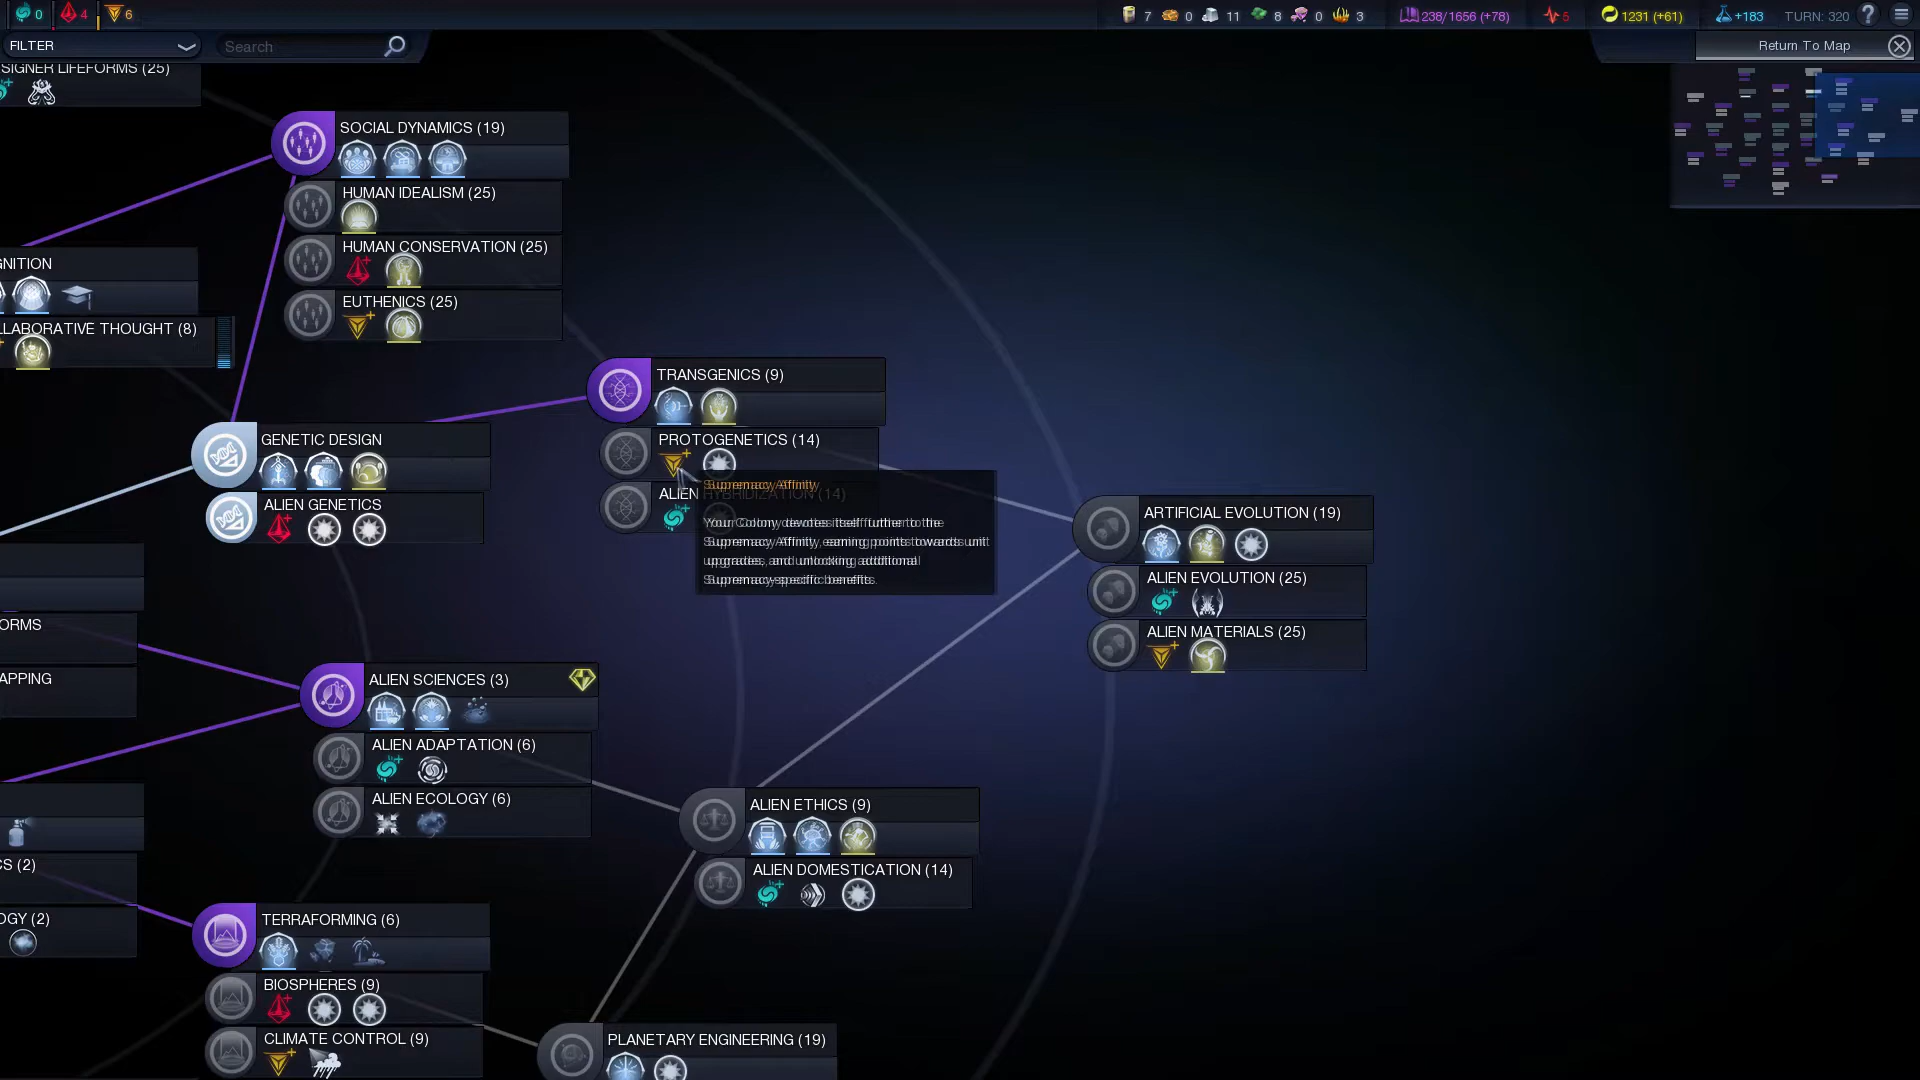 0 4 6
7 0 11 8 0 3 238/1656 (+78) 5 1231 (+61) +183 TURN: 320 ?
FILTER
Search
Return To Map
SIGNER LIFEFORMS (25)
SOCIAL DYNAMICS (19)
HUMAN IDEALISM (25)
HUMAN CONSERVATION (25)
EUTHENICS (25)
GNITION
LLABORATIVE THOUGHT (8)
TRANSGENICS (9)
PROTOGENETICS (14)
ALIEN HYBRIDIZATION (14)
Supremacy Affinity
Your Colony devotes itself further to the
Supremacy Affinity, earning points towards unit
upgrades, and unlocking additional
Supremacy-specific benefits.
GENETIC DESIGN
ALIEN GENETICS
ARTIFICIAL EVOLUTION (19)
ALIEN EVOLUTION (25)
ALIEN MATERIALS (25)
ORMS
APPING
ALIEN SCIENCES (3)
ALIEN ADAPTATION (6)
ALIEN ECOLOGY (6)
ALIEN ETHICS (9)
ALIEN DOMESTICATION (14)
CS (2)
OGY (2)
TERRAFORMING (6)
BIOSPHERES (9)
CLIMATE CONTROL (9)
PLANETARY ENGINEERING (19)